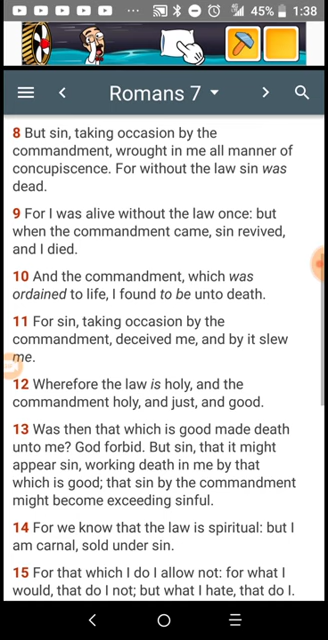 45% 1:38
Romans 7
8 But sin, taking occasion by the
commandment, wrought in me all manner of
concupiscence. For without the law sin was
dead.
9 For I was alive without the law once: but
when the commandment came, sin revived,
and I died.
10 And the commandment, which was
ordained to life, I found to be unto death.
11 For sin, taking occasion by the
commandment, deceived me, and by it slew
me.
12 Wherefore the law is holy, and the
commandment holy, and just, and good.
13 Was then that which is good made death
unto me? God forbid. But sin, that it might
appear sin, working death in me by that
which is good; that sin by the commandment
might become exceeding sinful.
14 For we know that the law is spiritual: but I
am carnal, sold under sin.
15 For that which I do I allow not: for what I
would, that do I not; but what I hate, that do I.